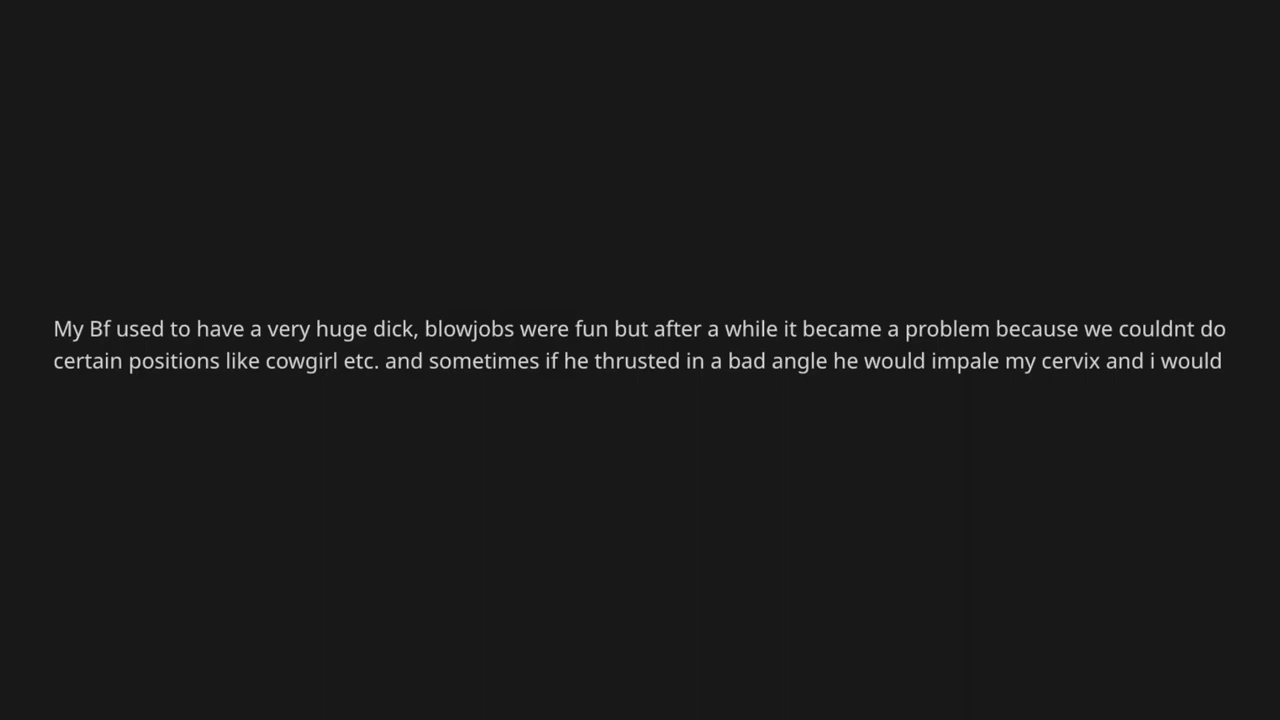 My Bf used to have a very huge dick, blowjobs were fun but after a while it became a problem because we couldnt do
certain positions like cowgirl etc. and sometimes if he thrusted in a bad angle he would impale my cervix and i would